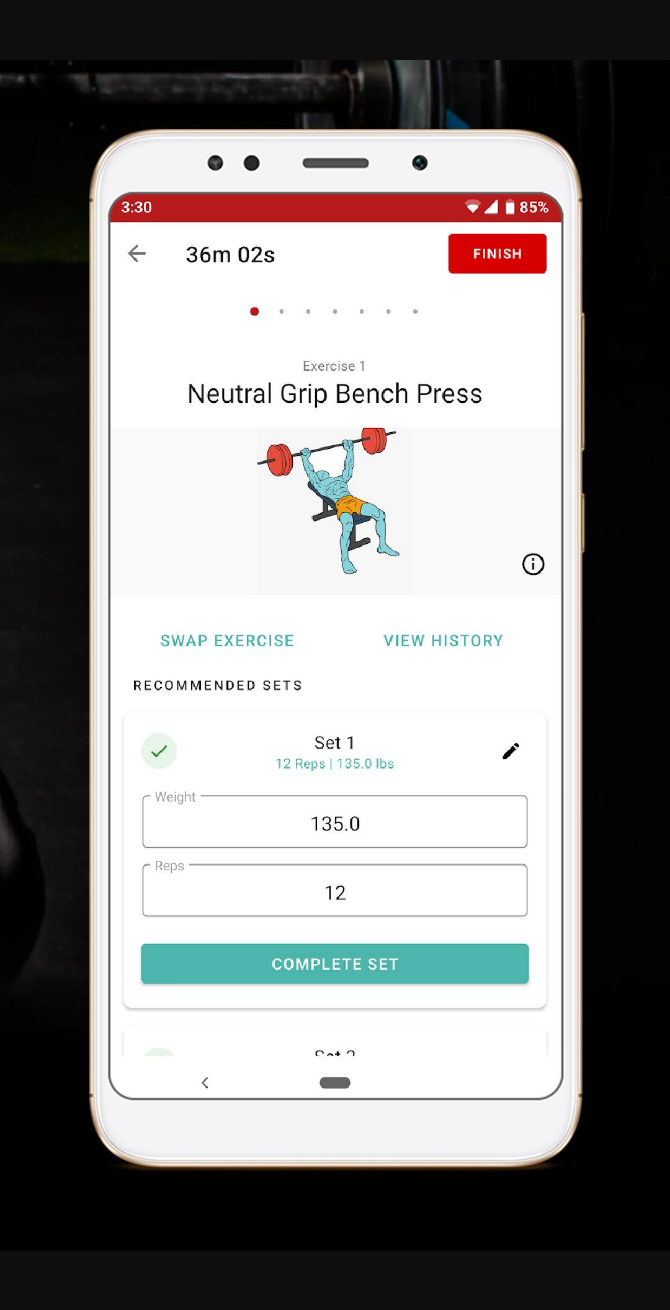 3:30 85%
36m 02s FINISH
Exercise 1
Neutral Grip Bench Press
SWAP EXERCISE VIEW HISTORY
RECOMMENDED SETS
Set 1
12 Reps | 135.0 lbs
Weight
135.0
Reps
12
COMPLETE SET